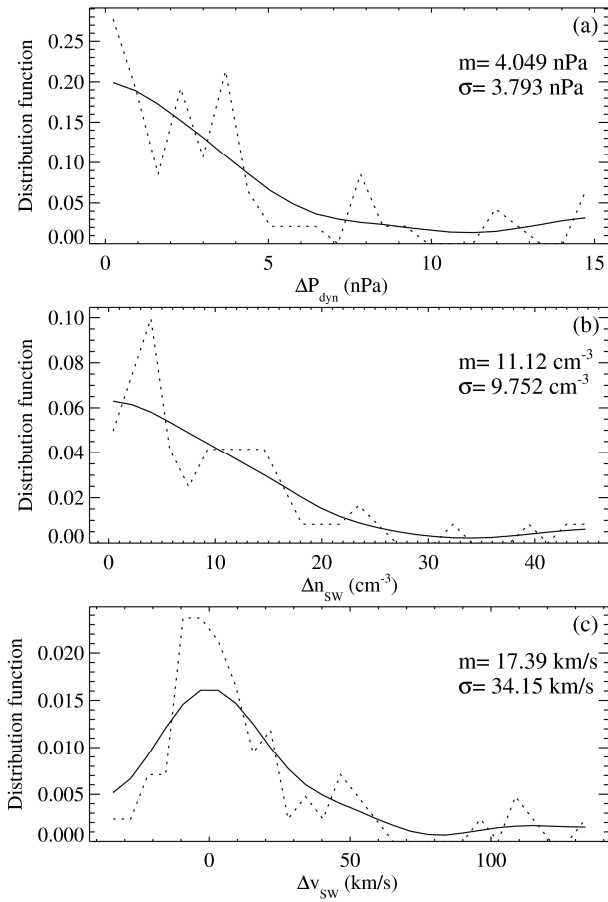 (a)
m= 4.049 nPa
σ= 3.793 nPa
Distribution function
0.25
0.20
0.15
0.10
0.05
0.00
0 5 10 15
ΔP_dyn (nPa)
(b)
m= 11.12 cm⁻³
σ= 9.752 cm⁻³
Distribution function
0.10
0.08
0.06
0.04
0.02
0.00
0 10 20 30 40
Δn_SW (cm⁻³)
(c)
m= 17.39 km/s
σ= 34.15 km/s
Distribution function
0.020
0.015
0.010
0.005
0.000
0 50 100
Δv_SW (km/s)